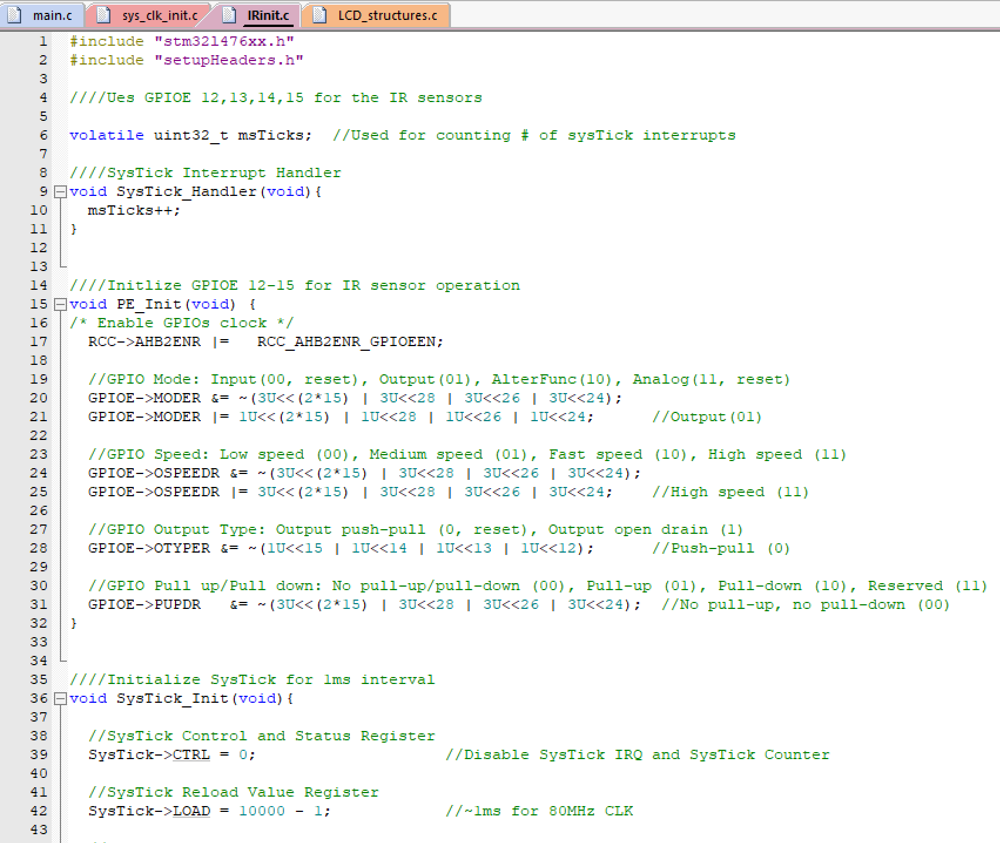 main.c sys_clk_init.c IRinit.c LCD_structures.c
1 #include "stm32l476xx.h"
2 #include "setupHeaders.h"
3
4 ////Ues GPIOE 12,13,14,15 for the IR sensors
5
6 volatile uint32_t msTicks;  //Used for counting # of sysTick interrupts
7
8 ////SysTick Interrupt Handler
9 void SysTick_Handler(void){
10   msTicks++;
11 }
12
13
14 ////Initlize GPIOE 12-15 for IR sensor operation
15 void PE_Init(void) {
16 /* Enable GPIOs clock */
17   RCC->AHB2ENR |=   RCC_AHB2ENR_GPIOEEN;
18
19   //GPIO Mode: Input(00, reset), Output(01), AlterFunc(10), Analog(11, reset)
20   GPIOE->MODER &= ~(3U<<(2*15) | 3U<<28 | 3U<<26 | 3U<<24);
21   GPIOE->MODER |= 1U<<(2*15) | 1U<<28 | 1U<<26 | 1U<<24;      //Output(01)
22
23   //GPIO Speed: Low speed (00), Medium speed (01), Fast speed (10), High speed (11)
24   GPIOE->OSPEEDR &= ~(3U<<(2*15) | 3U<<28 | 3U<<26 | 3U<<24);
25   GPIOE->OSPEEDR |= 3U<<(2*15) | 3U<<28 | 3U<<26 | 3U<<24;    //High speed (11)
26
27   //GPIO Output Type: Output push-pull (0, reset), Output open drain (1)
28   GPIOE->OTYPER &= ~(1U<<15 | 1U<<14 | 1U<<13 | 1U<<12);      //Push-pull (0)
29
30   //GPIO Pull up/Pull down: No pull-up/pull-down (00), Pull-up (01), Pull-down (10), Reserved (11)
31   GPIOE->PUPDR   &= ~(3U<<(2*15) | 3U<<28 | 3U<<26 | 3U<<24);  //No pull-up, no pull-down (00)
32 }
33
34
35 ////Initialize SysTick for 1ms interval
36 void SysTick_Init(void){
37
38   //SysTick Control and Status Register
39   SysTick->CTRL = 0;                    //Disable SysTick IRQ and SysTick Counter
40
41   //SysTick Reload Value Register
42   SysTick->LOAD = 10000 - 1;            //~1ms for 80MHz CLK
43